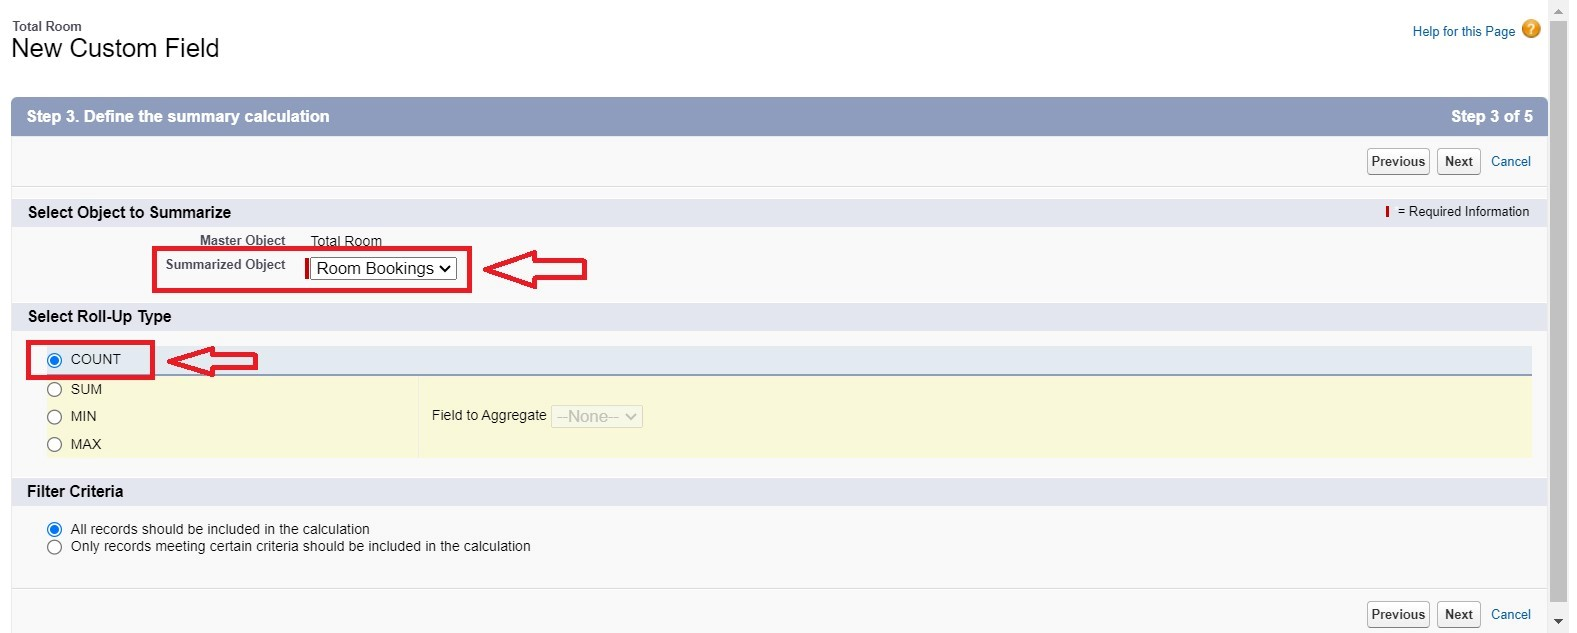 Total Room
New Custom Field
Help for this Page ?
Step 3. Define the summary calculation
Step 3 of 5
Previous Next Cancel
Select Object to Summarize
= Required Information
Master Object Total Room
Summarized Object Room Bookings
Select Roll-Up Type
COUNT
SUM
MIN
Field to Aggregate --None--
MAX
Filter Criteria
All records should be included in the calculation
Only records meeting certain criteria should be included in the calculation
Previous Next Cancel